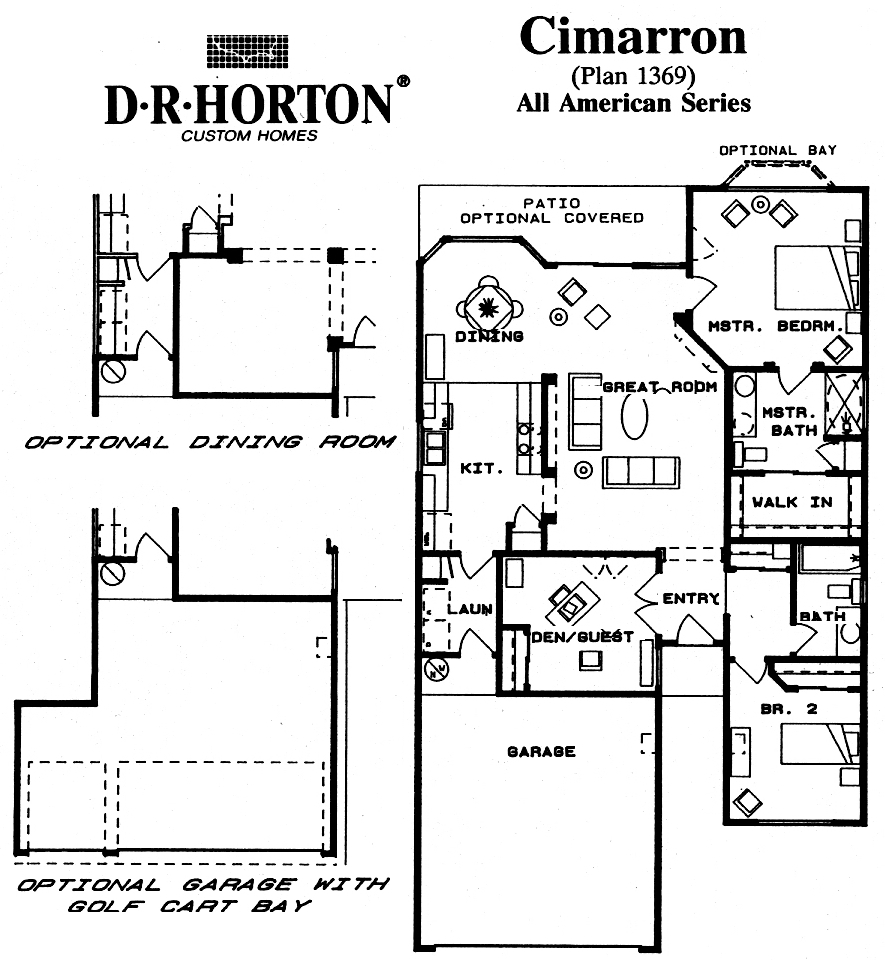 D·R·HORTON®
CUSTOM HOMES
Cimarron
(Plan 1369)
All American Series
OPTIONAL BAY
PATIO
OPTIONAL COVERED
MSTR. BEDRM.
DINING
GREAT ROOM
MSTR.
BATH
KIT.
WALK IN
OPTIONAL DINING ROOM
LAUN
ENTRY
BATH
DEN/GUEST
BR. 2
GARAGE
OPTIONAL GARAGE WITH
GOLF CART BAY